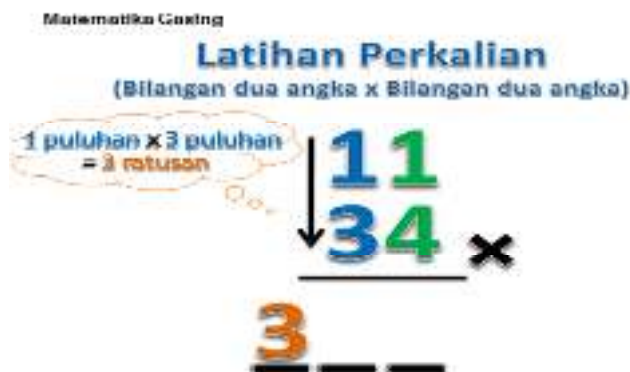 Matematika Gasing
Latihan Perkalian
(Bilangan dua angka x Bilangan dua angka)
1 puluhan x 3 puluhan
= 3 ratusan
11
34 ×
3